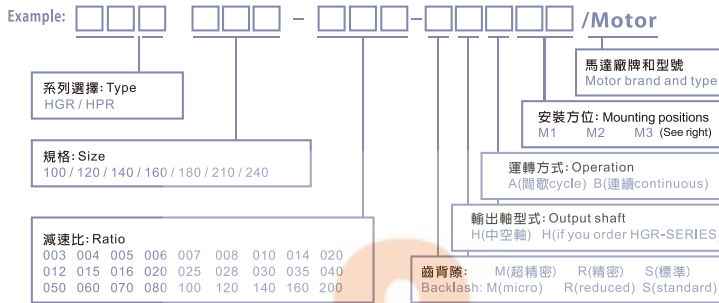 Example: □□□ □□□ – □□□-□□□□□ /Motor
馬達廠牌和型號
Motor brand and type
系列選擇: Type
HGR / HPR
安裝方位: Mounting positions
M1 M2 M3 (See right)
規格: Size
100 / 120 / 140 / 160 / 180 / 210 / 240
運轉方式: Operation
A(間歇cycle) B(連續continuous)
輸出軸型式: Output shaft
H(中空軸) H(if you order HGR-SERIES
減速比: Ratio
003 004 005 006 007 008 010 014 020
012 015 016 020 025 028 030 035 040
050 060 070 080 100 120 140 160 200
齒背隙: M(超精密) R(精密) S(標準)
Backlash: M(micro) R(reduced) S(standard)